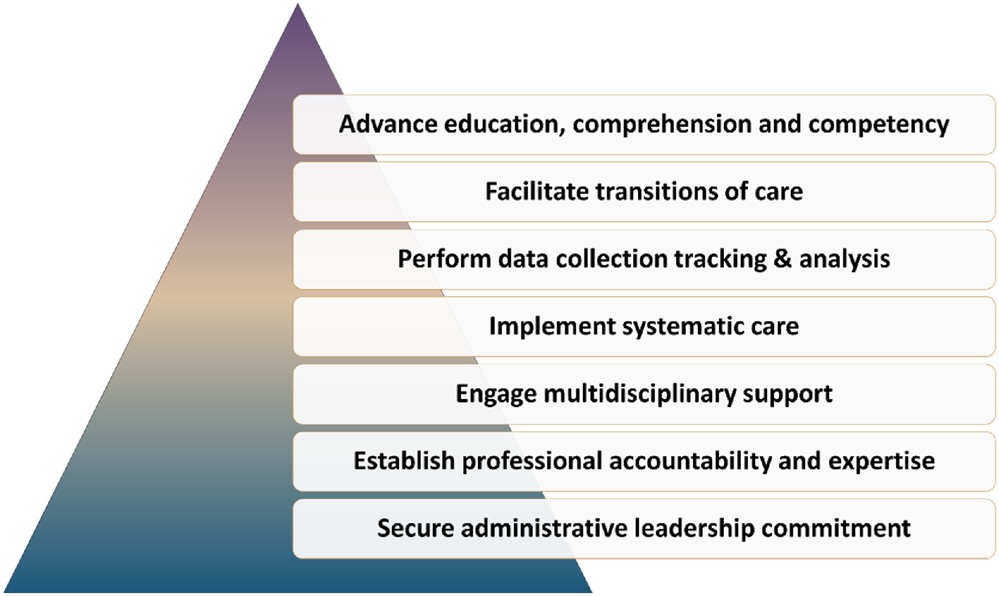 Advance education, comprehension and competency
Facilitate transitions of care
Perform data collection tracking & analysis
Implement systematic care
Engage multidisciplinary support
Establish professional accountability and expertise
Secure administrative leadership commitment